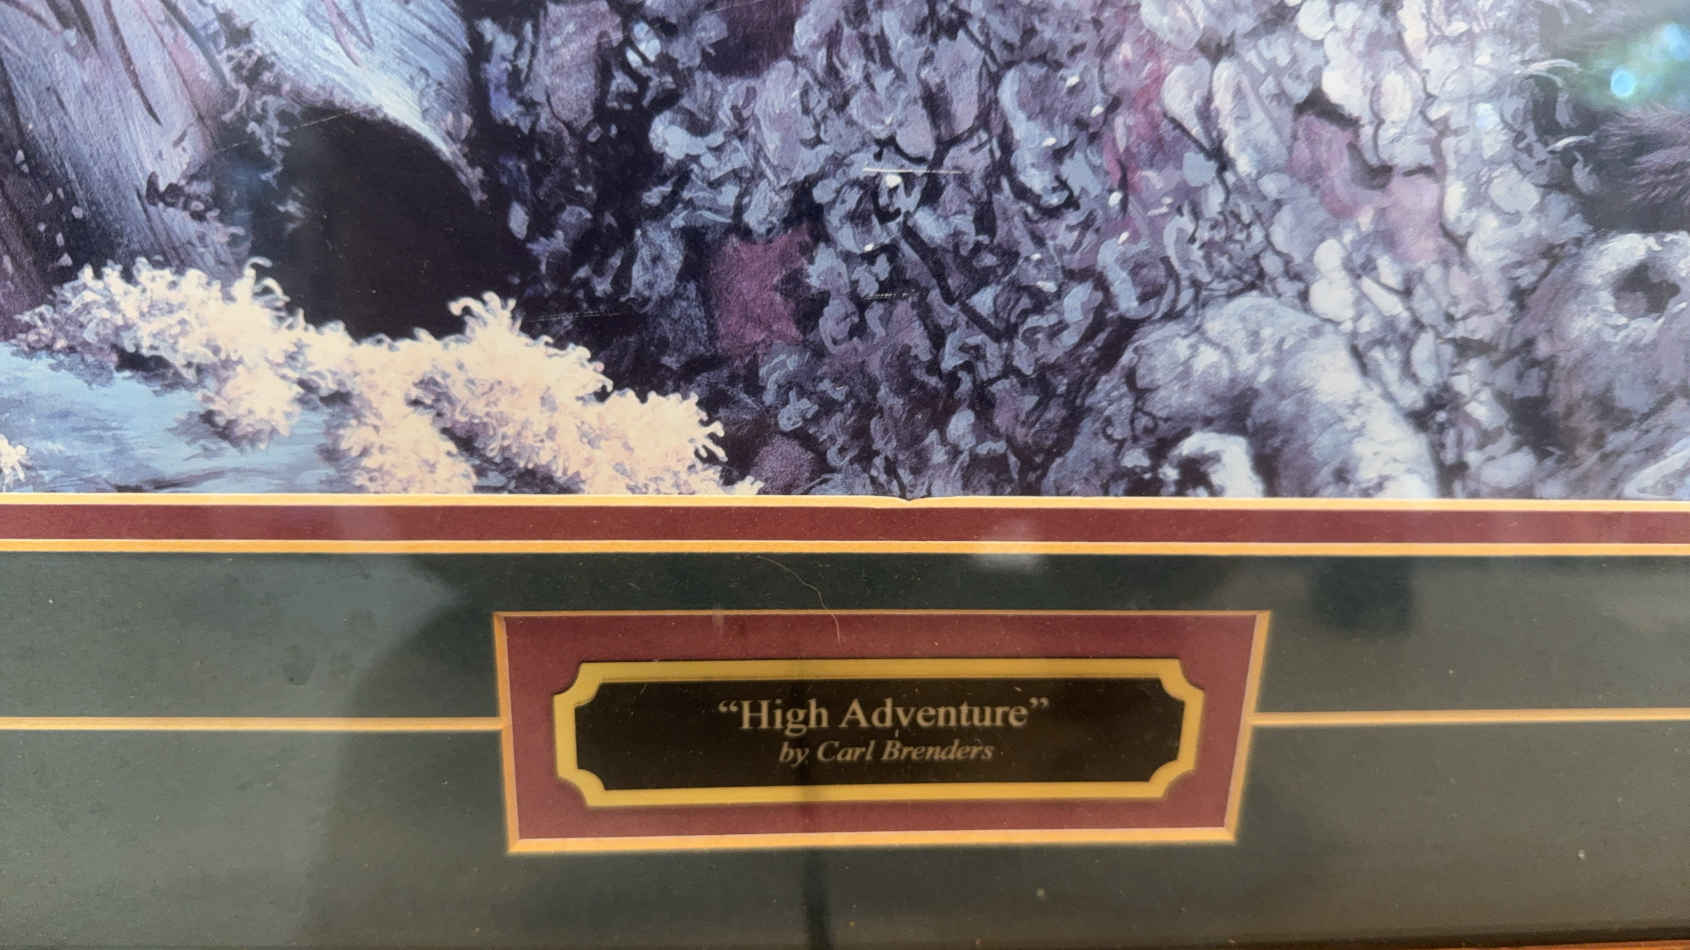 “High Adventure”
by Carl Brenders